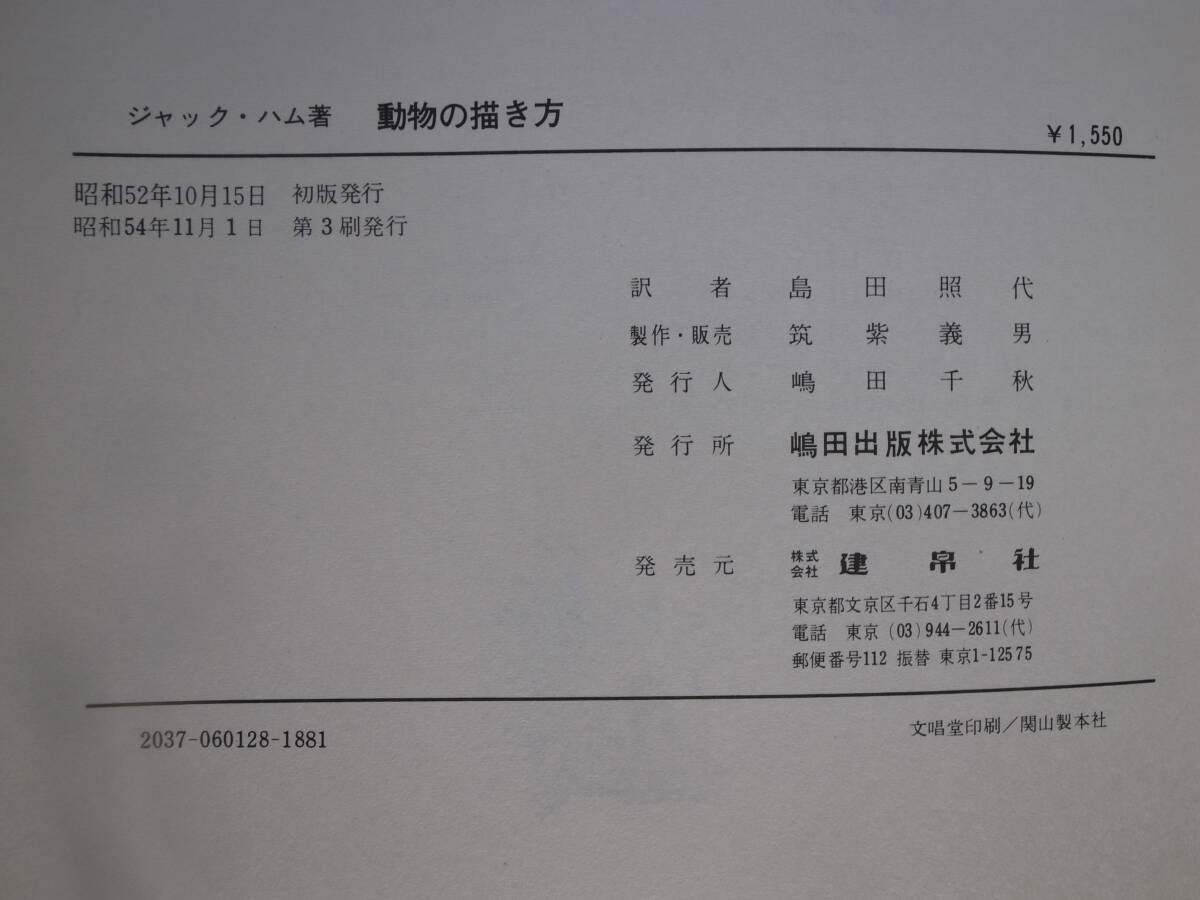 ジャック・ハム著 動物の描き方
¥1,550
昭和52年10月15日 初版発行
昭和54年11月1日 第3刷発行
訳者 島田照代
製作・販売 筑紫義男
発行人 嶋田千秋
発行所 嶋田出版株式会社
東京都港区南青山5-9-19
電話 東京(03)407-3863(代)
発売元 株式会社 建帛社
東京都文京区千石4丁目2番15号
電話 東京(03)944-2611(代)
郵便番号112 振替 東京1-12575
2037-060128-1881
文唱堂印刷/関山製本社